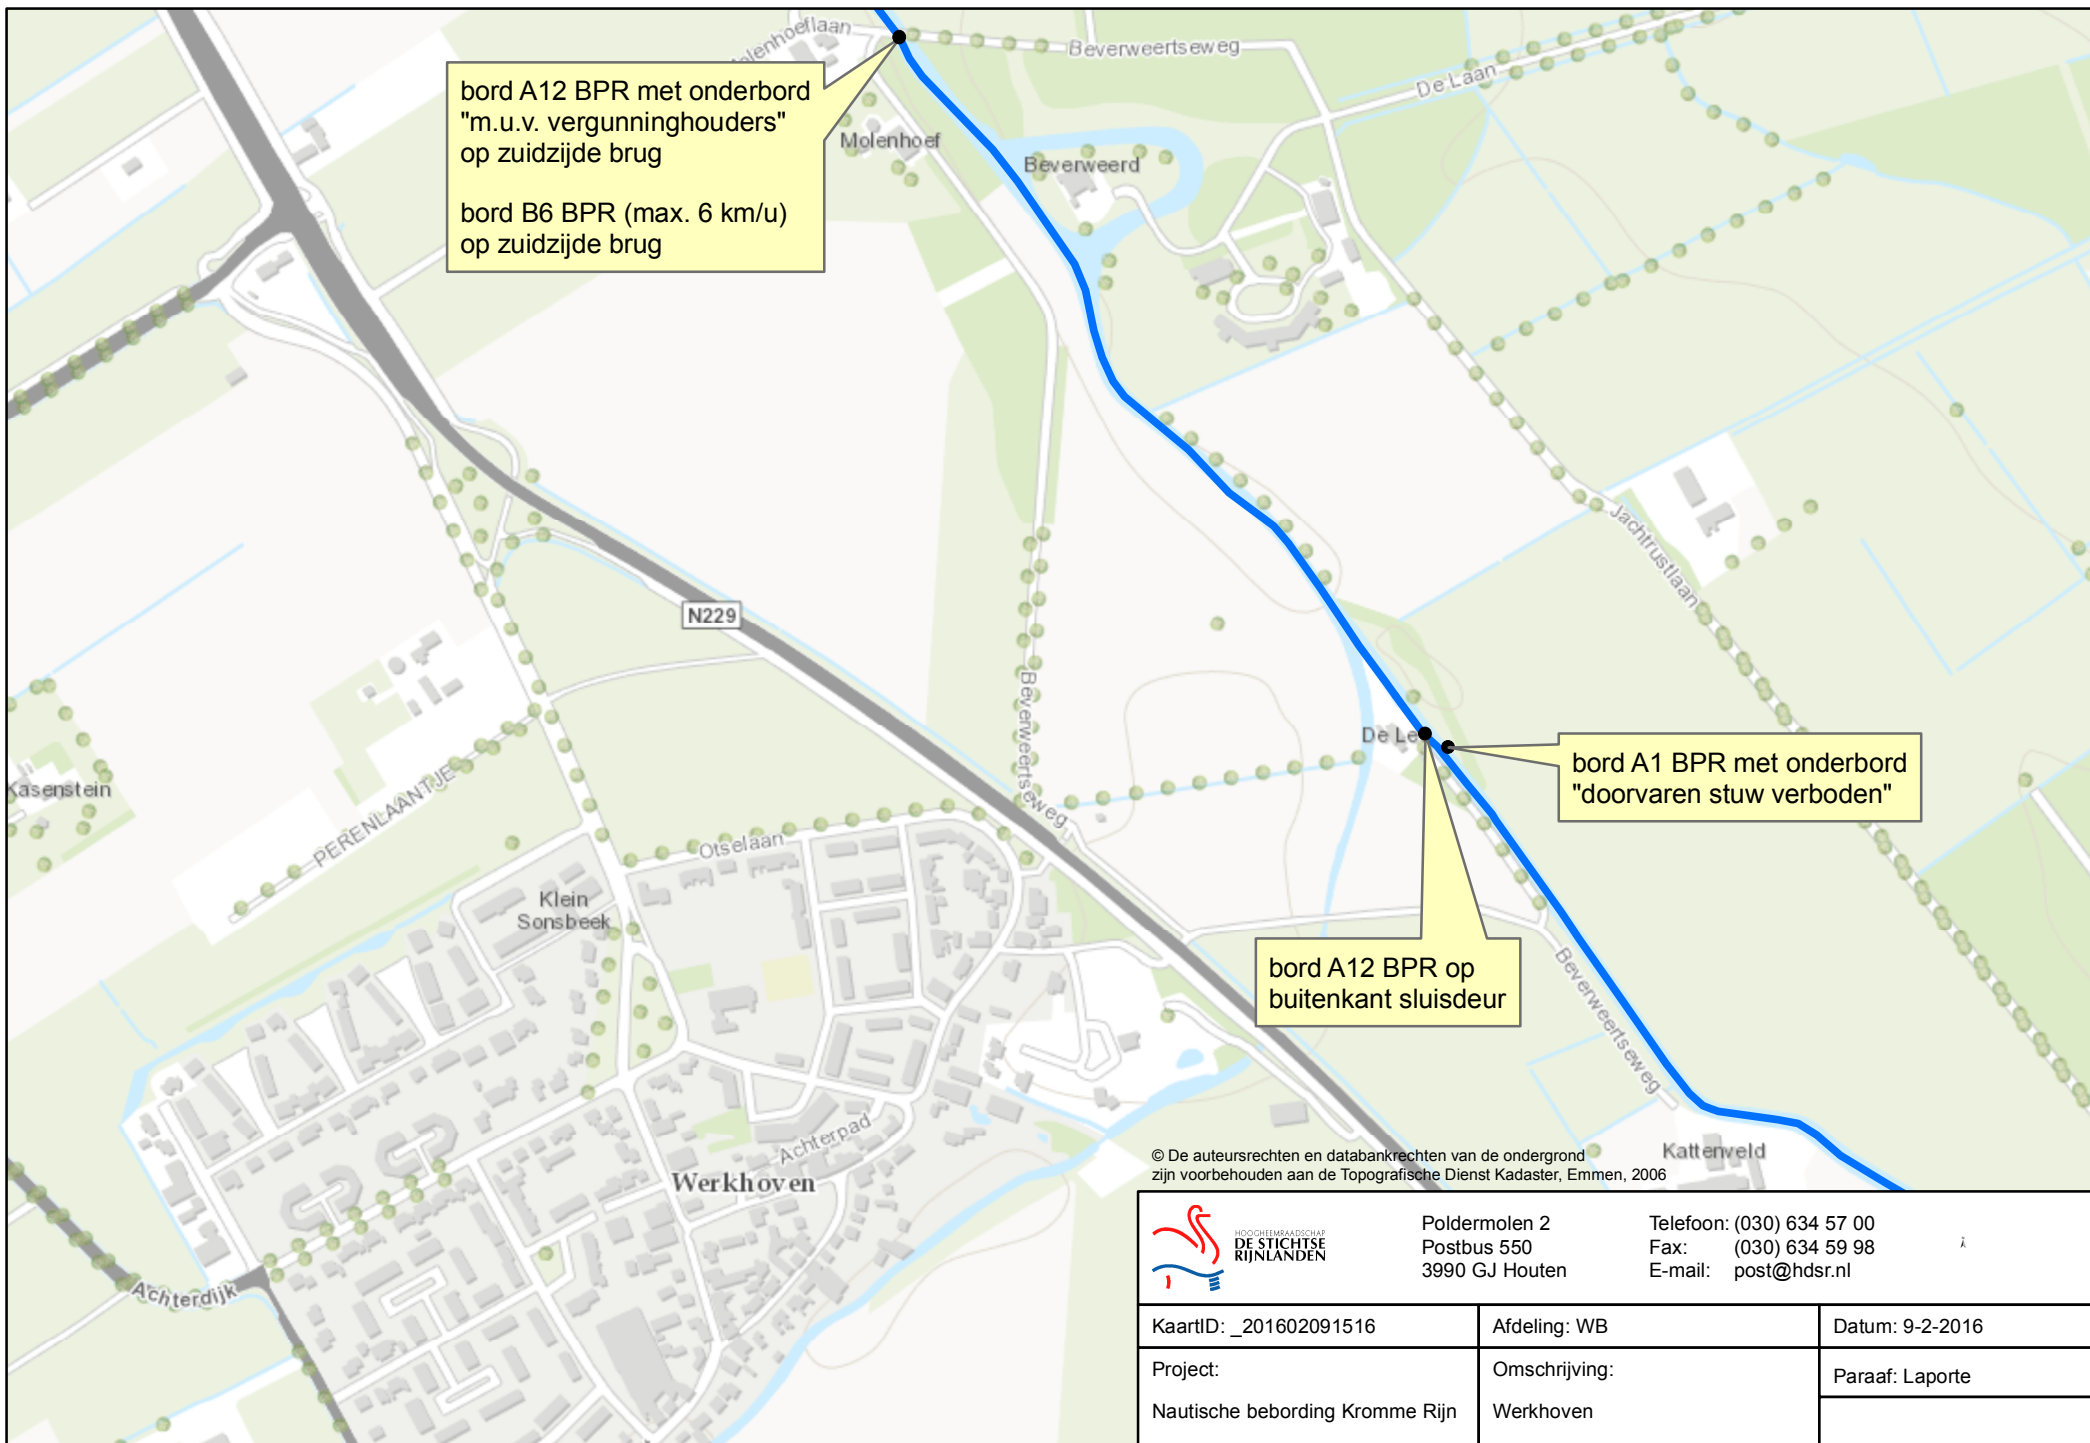 Molenhoeflaan
Beverweertseweg
De Laan
bord A12 BPR met onderbord
"m.u.v. vergunninghouders"
op zuidzijde brug
bord B6 BPR (max. 6 km/u)
op zuidzijde brug
Molenhoef
Beverweerd
Jachtrustlaan
N229
Beverweertseweg
De Le
bord A1 BPR met onderbord
"doorvaren stuw verboden"
Kasenstein
PERENLAANTJE
Otselaan
Klein
Sonsbeek
bord A12 BPR op
buitenkant sluisdeur
Beverweertseweg
Achterpad
Werkhoven
Kattenveld
Achterdijk
© De auteursrechten en databankrechten van de ondergrond
zijn voorbehouden aan de Topografische Dienst Kadaster, Emmen, 2006
HOOGHEEMRAADSCHAP
DE STICHTSE
RIJNLANDEN
Poldermolen 2
Postbus 550
3990 GJ Houten
Telefoon: (030) 634 57 00
Fax: (030) 634 59 98
E-mail: post@hdsr.nl
KaartID: _201602091516
Afdeling: WB
Datum: 9-2-2016
Project:
Nautische bebording Kromme Rijn
Omschrijving:
Werkhoven
Paraaf: Laporte